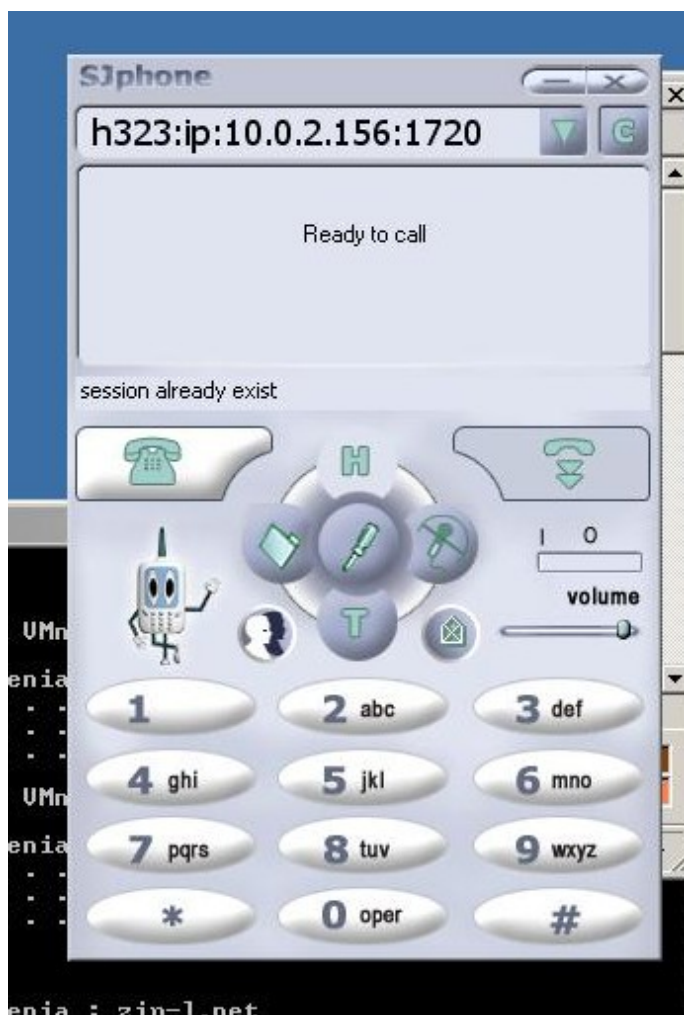 SJphone
h323:ip:10.0.2.156:1720
C
Ready to call
session already exist
H
I O
volume
T
1
2 abc
3 def
4 ghi
5 jkl
6 mno
7 pqrs
8 tuv
9 wxyz
*
0 oper
#
VMn
enia
VMn
enia
enia : zip-l.net